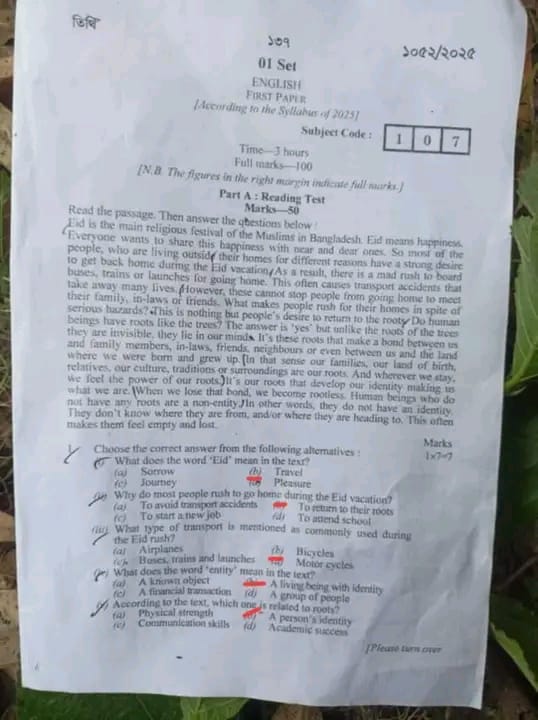 তিথি
১৩৭
১০৫২/২০২৫
01 Set
ENGLISH
FIRST PAPER
[According to the Syllabus of 2025]
Subject Code : 1 0 7
Time—3 hours
Full marks—100
[N.B. The figures in the right margin indicate full marks.]
Part A : Reading Test
Marks—50
Read the passage. Then answer the questions below :
Eid is the main religious festival of the Muslims in Bangladesh. Eid means happiness.
Everyone wants to share this happiness with near and dear ones. So most of the
people, who are living outside their homes for different reasons have a strong desire
to get back home during the Eid vacation. As a result, there is a mad rush to board
buses, trains or launches for going home. This often causes transport accidents that
take away many lives. However, these cannot stop people from going home to meet
their family, in-laws or friends. What makes people rush for their homes in spite of
serious hazards? This is nothing but people's desire to return to the root. Do human
beings have roots like the trees? The answer is 'yes' but unlike the roots of the trees
they are invisible, they lie in our minds. It's these roots that make a bond between us
and family members, in-laws, friends, neighbours or even between us and the land
where we were born and grew up. In that sense our families, our land of birth,
relatives, our culture, traditions or surroundings are our roots. And wherever we stay,
we feel the power of our roots. It's our roots that develop our identity making us
what we are. When we lose that bond, we become rootless. Human beings who do
not have any roots are a non-entity. In other words, they do not have an identity.
They don't know where they are from, and/or where they are heading to. This often
makes them feel empty and lost.
Marks
Choose the correct answer from the following alternatives : 1×7=7
What does the word 'Eid' mean in the text?
(a) Sorrow (b) Travel
(c) Journey Pleasure
Why do most people rush to go home during the Eid vacation?
(a) To avoid transport accidents To return to their roots
(c) To start a new job (d) To attend school
(iii) What type of transport is mentioned as commonly used during
the Eid rush?
(a) Airplanes (b) Bicycles
(c) Buses, trains and launches Motor cycles
What does the word 'entity' mean in the text?
(a) A known object A living being with identity
(c) A financial transaction (d) A group of people
According to the text, which one is related to roots?
(a) Physical strength A person's identity
(c) Communication skills (d) Academic success
[Please turn over